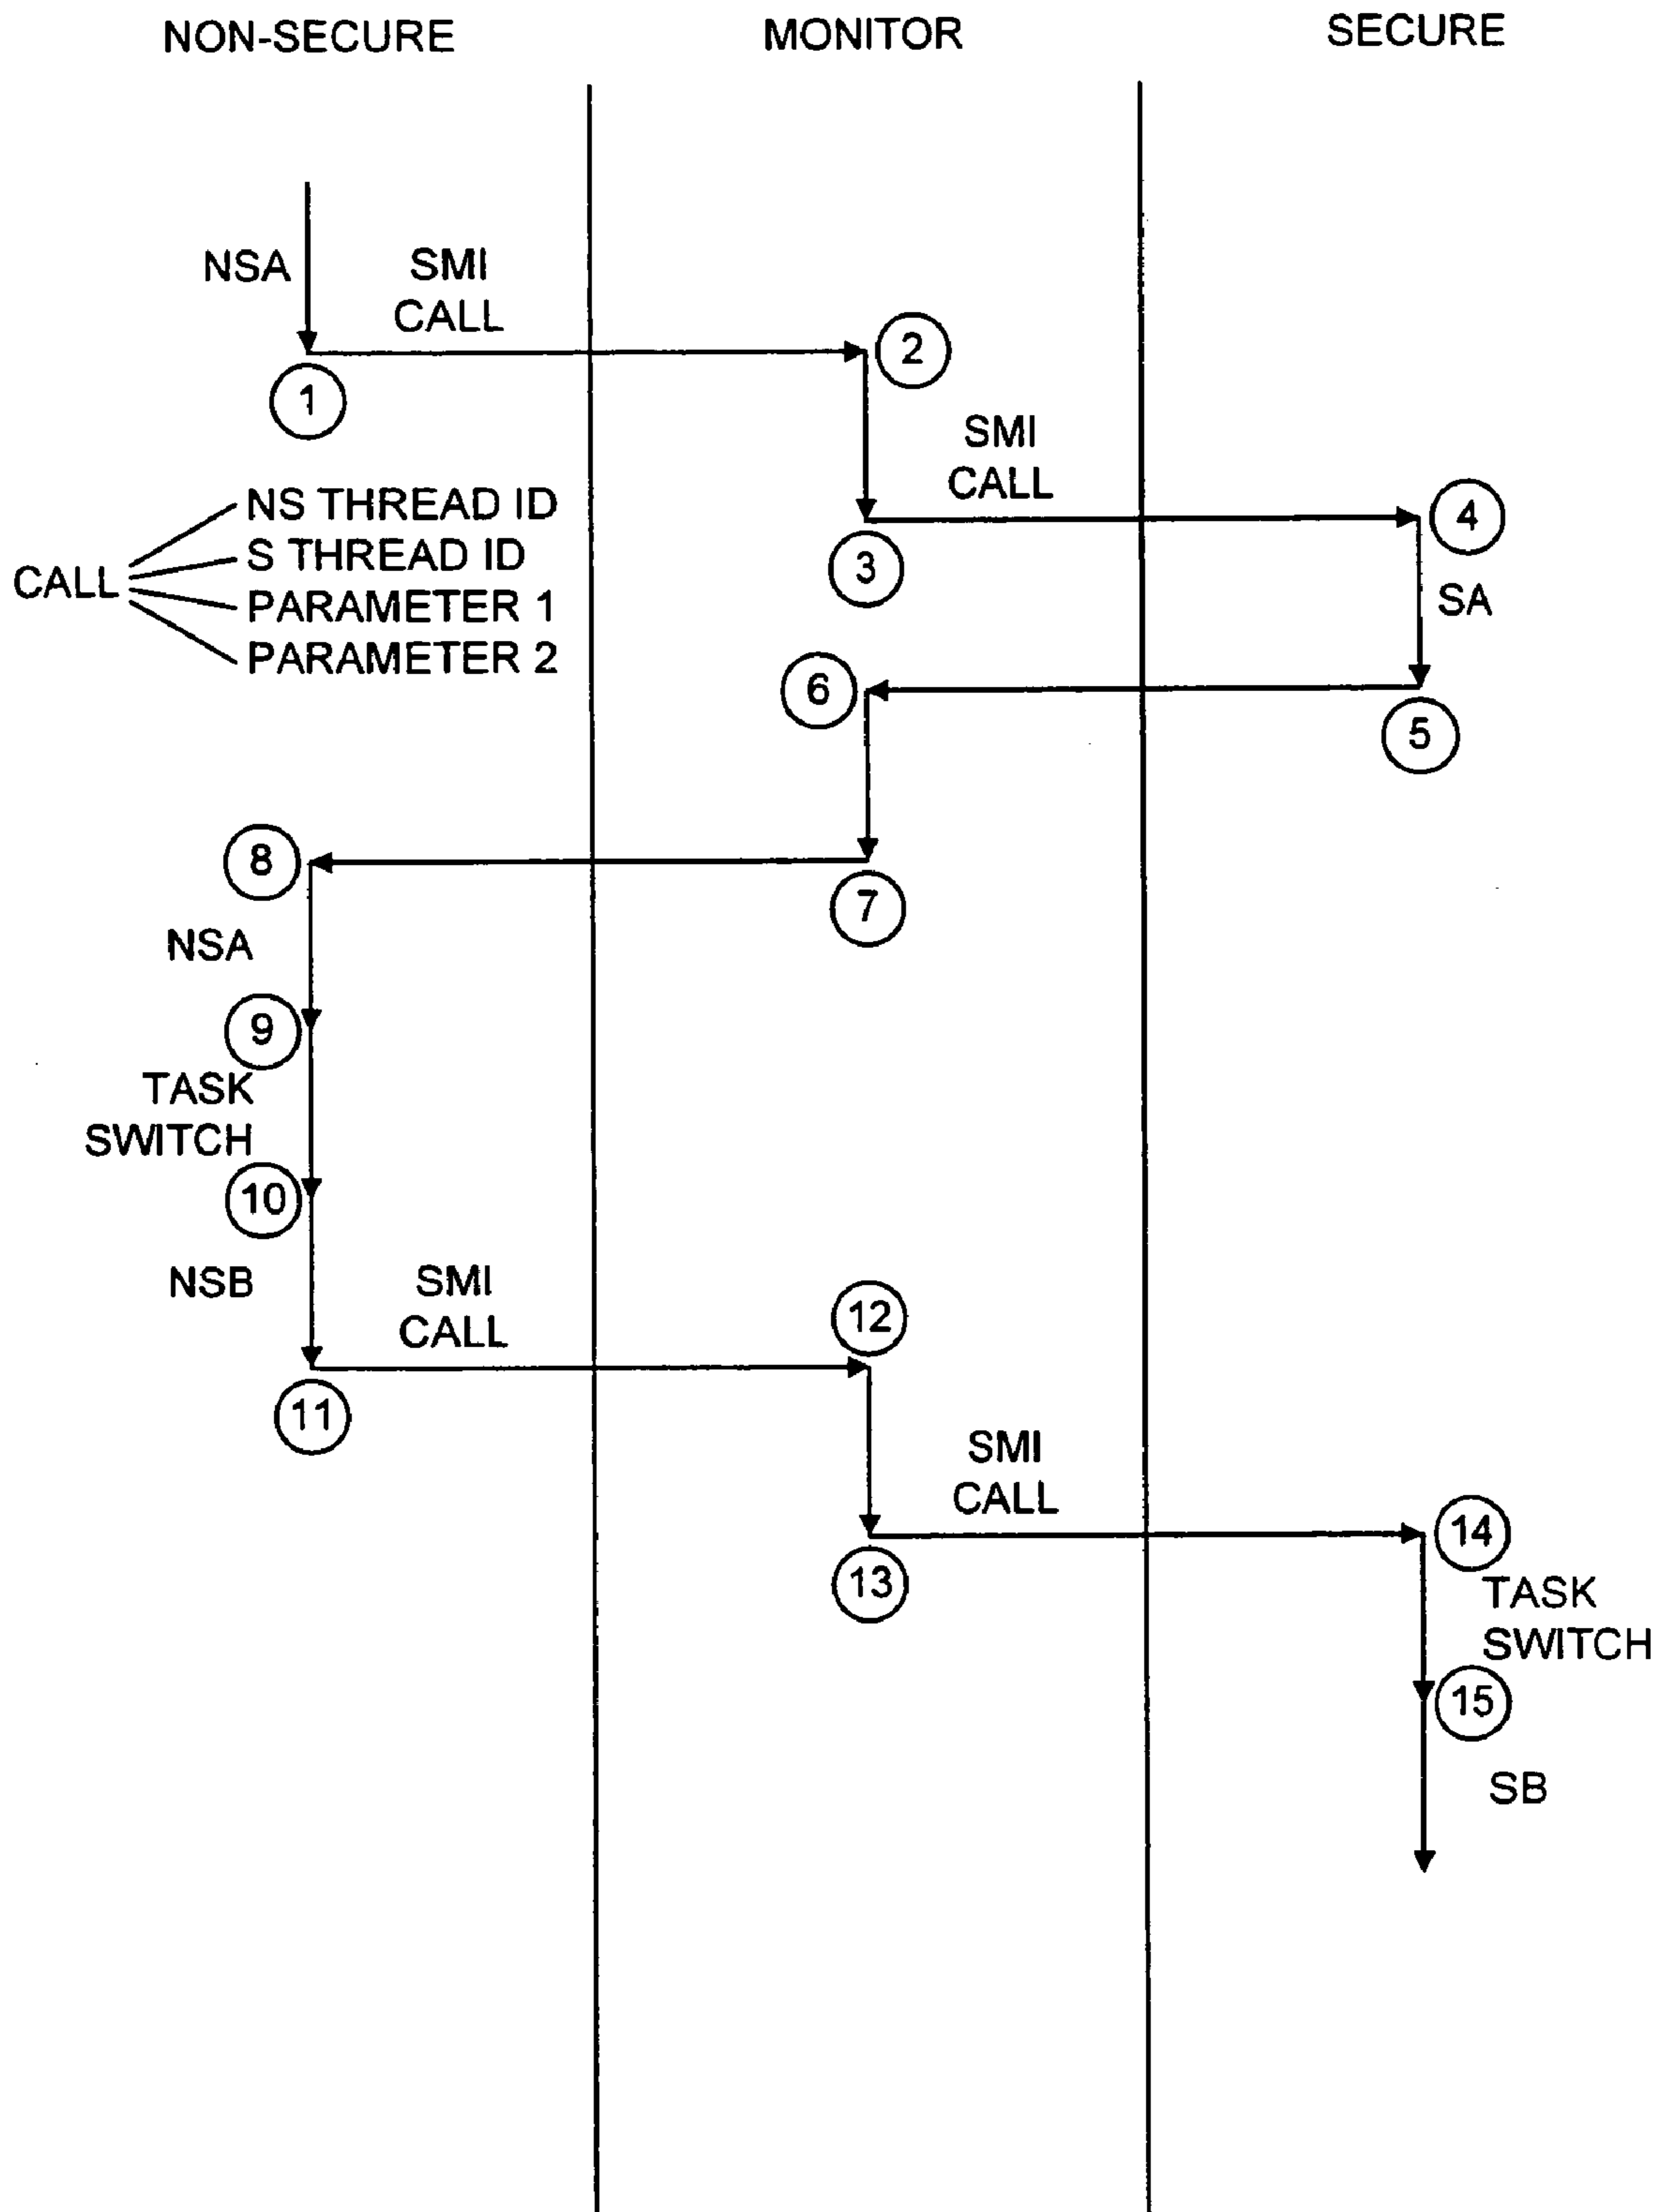 NON-SECURE
MONITOR
SECURE
NSA
SMI
CALL
2
1
SMI
CALL
4
3
CALL
NS THREAD ID
S THREAD ID
PARAMETER 1
PARAMETER 2
SA
6
5
8
7
NSA
9
TASK
SWITCH
10
NSB
SMI
CALL
12
11
SMI
CALL
14
13
TASK
SWITCH
15
SB